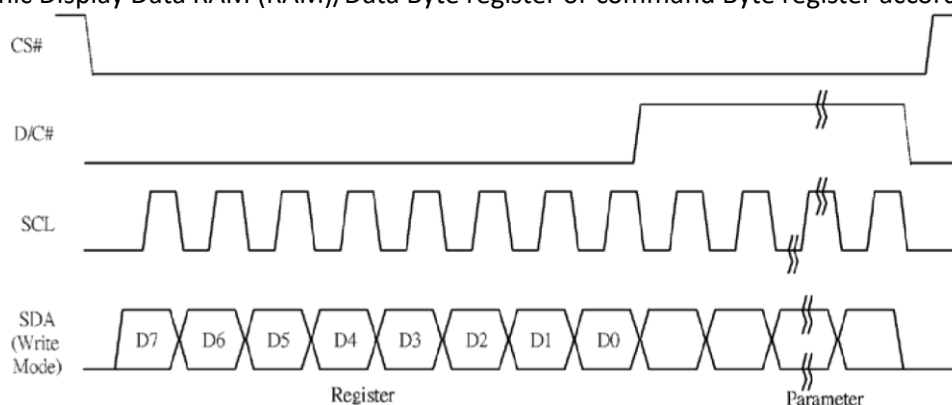 nic Display Data RAM (RAM)/Data Byte register or command Byte register accord
CS#
D/C#
SCL
SDA
(Write
Mode)
D7 D6 D5 D4 D3 D2 D1 D0
Register Parameter